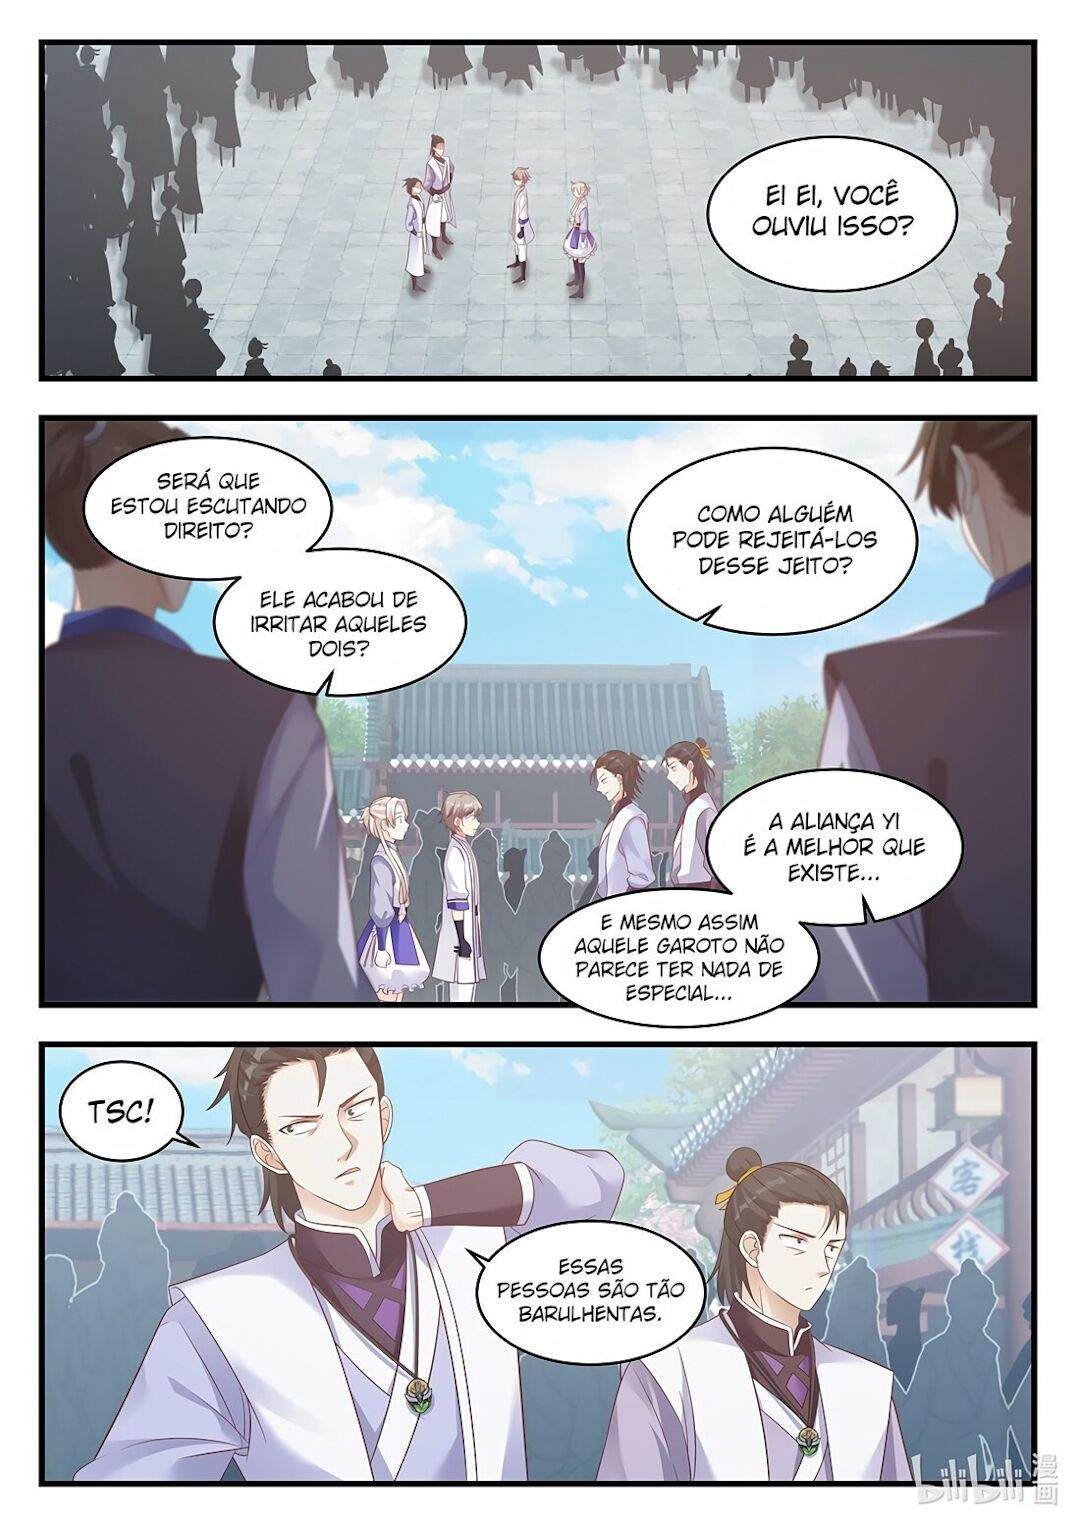 EI EI, VOCÊ
OUVIU ISSO?
SERÁ QUE
ESTOU ESCUTANDO
DIREITO?
ELE ACABOU DE
IRRITAR AQUELES
DOIS?
COMO ALGUÉM
PODE REJEITÁ-LOS
DESSE JEITO?
A ALIANÇA YI
É A MELHOR QUE
EXISTE...
E MESMO ASSIM
AQUELE GAROTO NÃO
PARECE TER NADA DE
ESPECIAL...
TSC!
ESSAS
PESSOAS SÃO TÃO
BARULHENTAS.
客
栈
bilibili
漫画